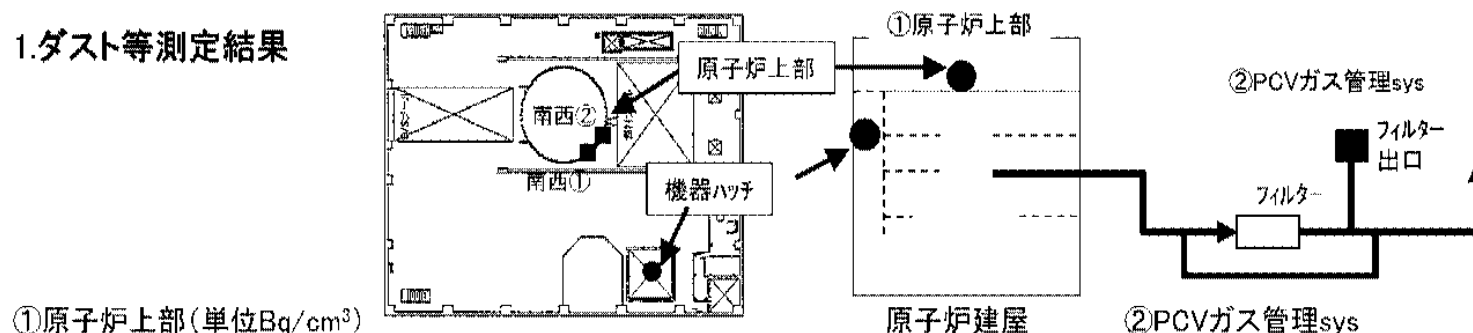 1.ダスト等測定結果
①原子炉上部
原子炉上部
②PCVガス管理sys
南西②
フィルター
出口
南西①
機器ハッチ
フィルター
①原子炉上部(単位Bq/cm³)
原子炉建屋
②PCVガス管理sys